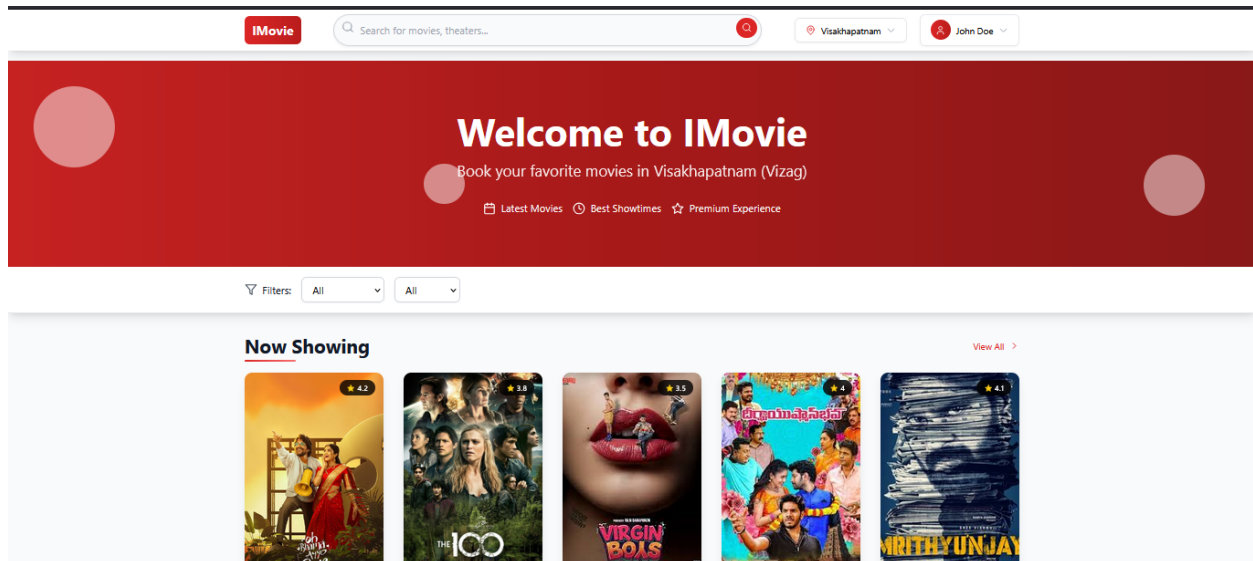 IMovie
Search for movies, theaters...
Visakhapatnam
John Doe
Welcome to IMovie
Book your favorite movies in Visakhapatnam (Vizag)
Latest Movies Best Showtimes Premium Experience
Filters: All All
Now Showing
View All
4.2
3.8
3.5
4
4.1
దీర్ఘాయుష్మాన్‌భవ
THE 100
VIRGIN
BOYS
MRITHYUNJAY